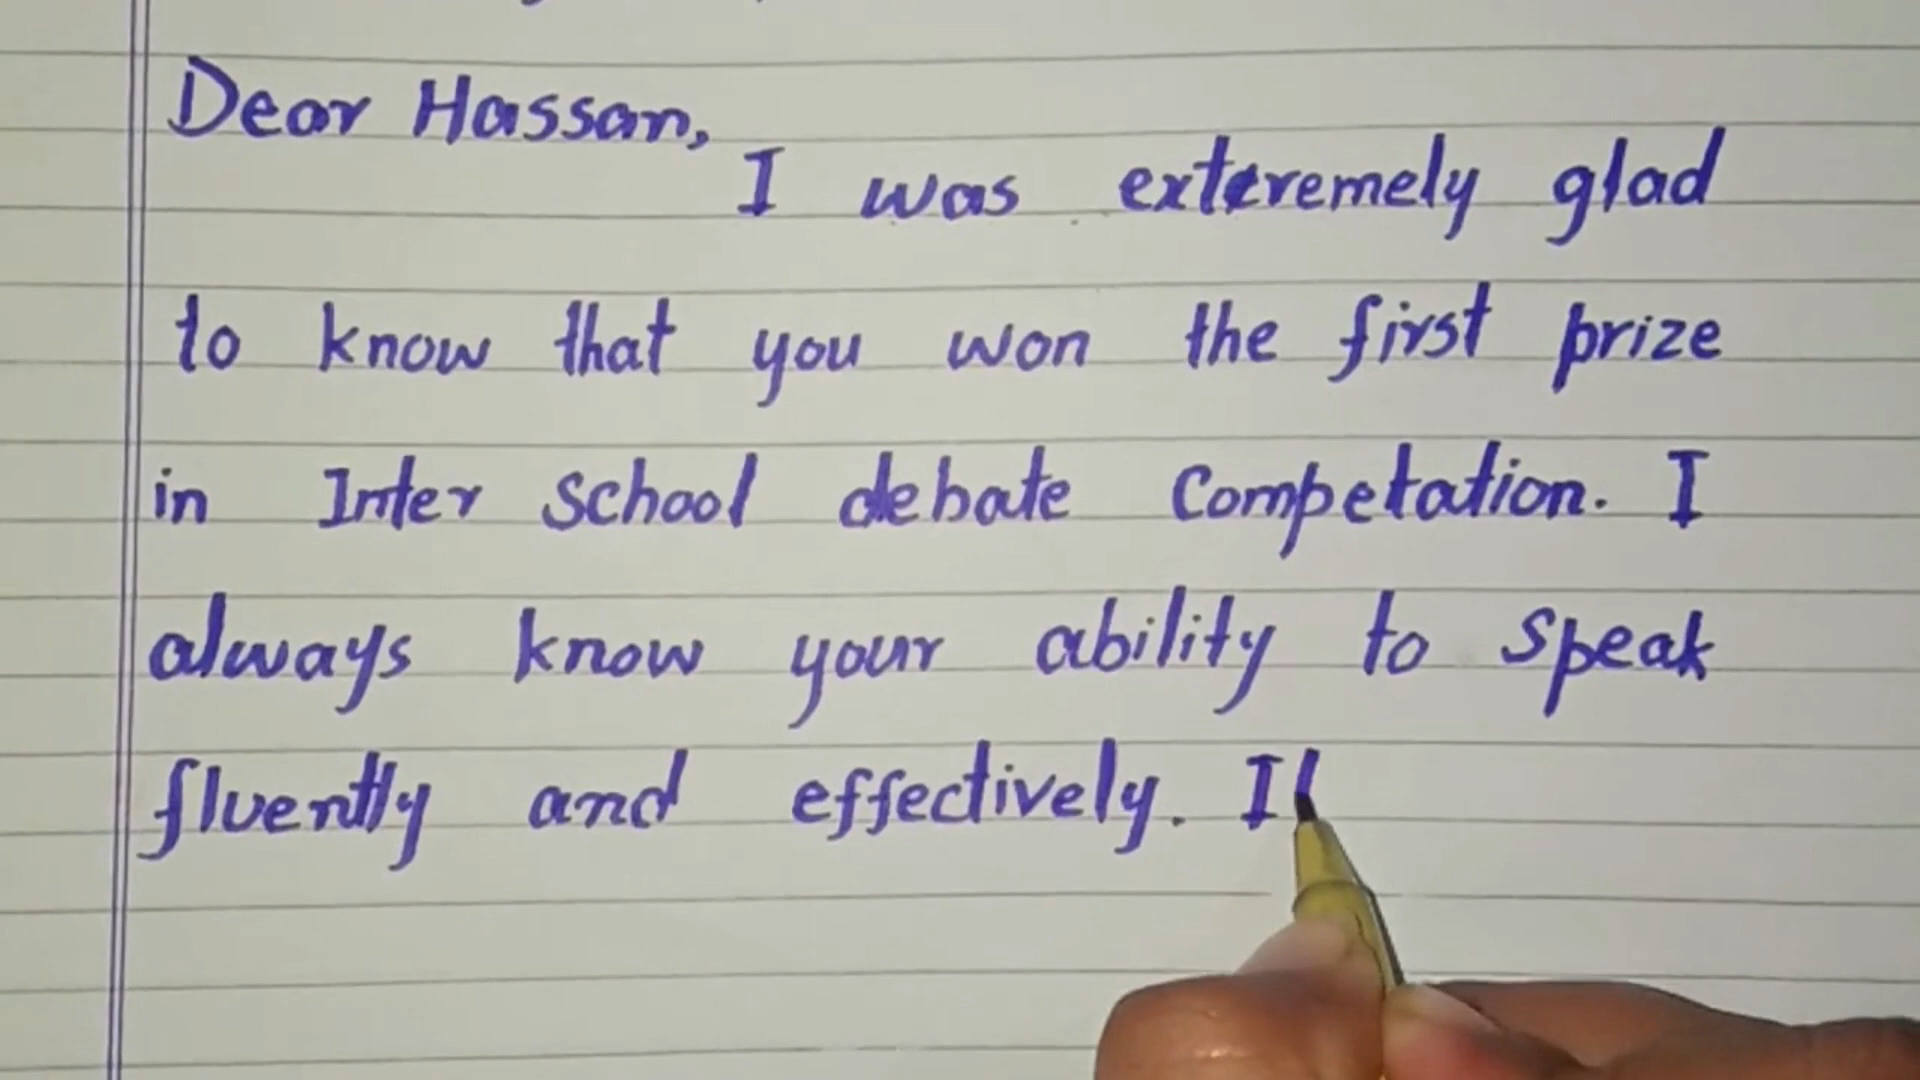 Dear Hassan,
I was extremely glad
to know that you won the first prize
in Inter School debate Competation. I
always know your ability to speak
fluently and effectively. I